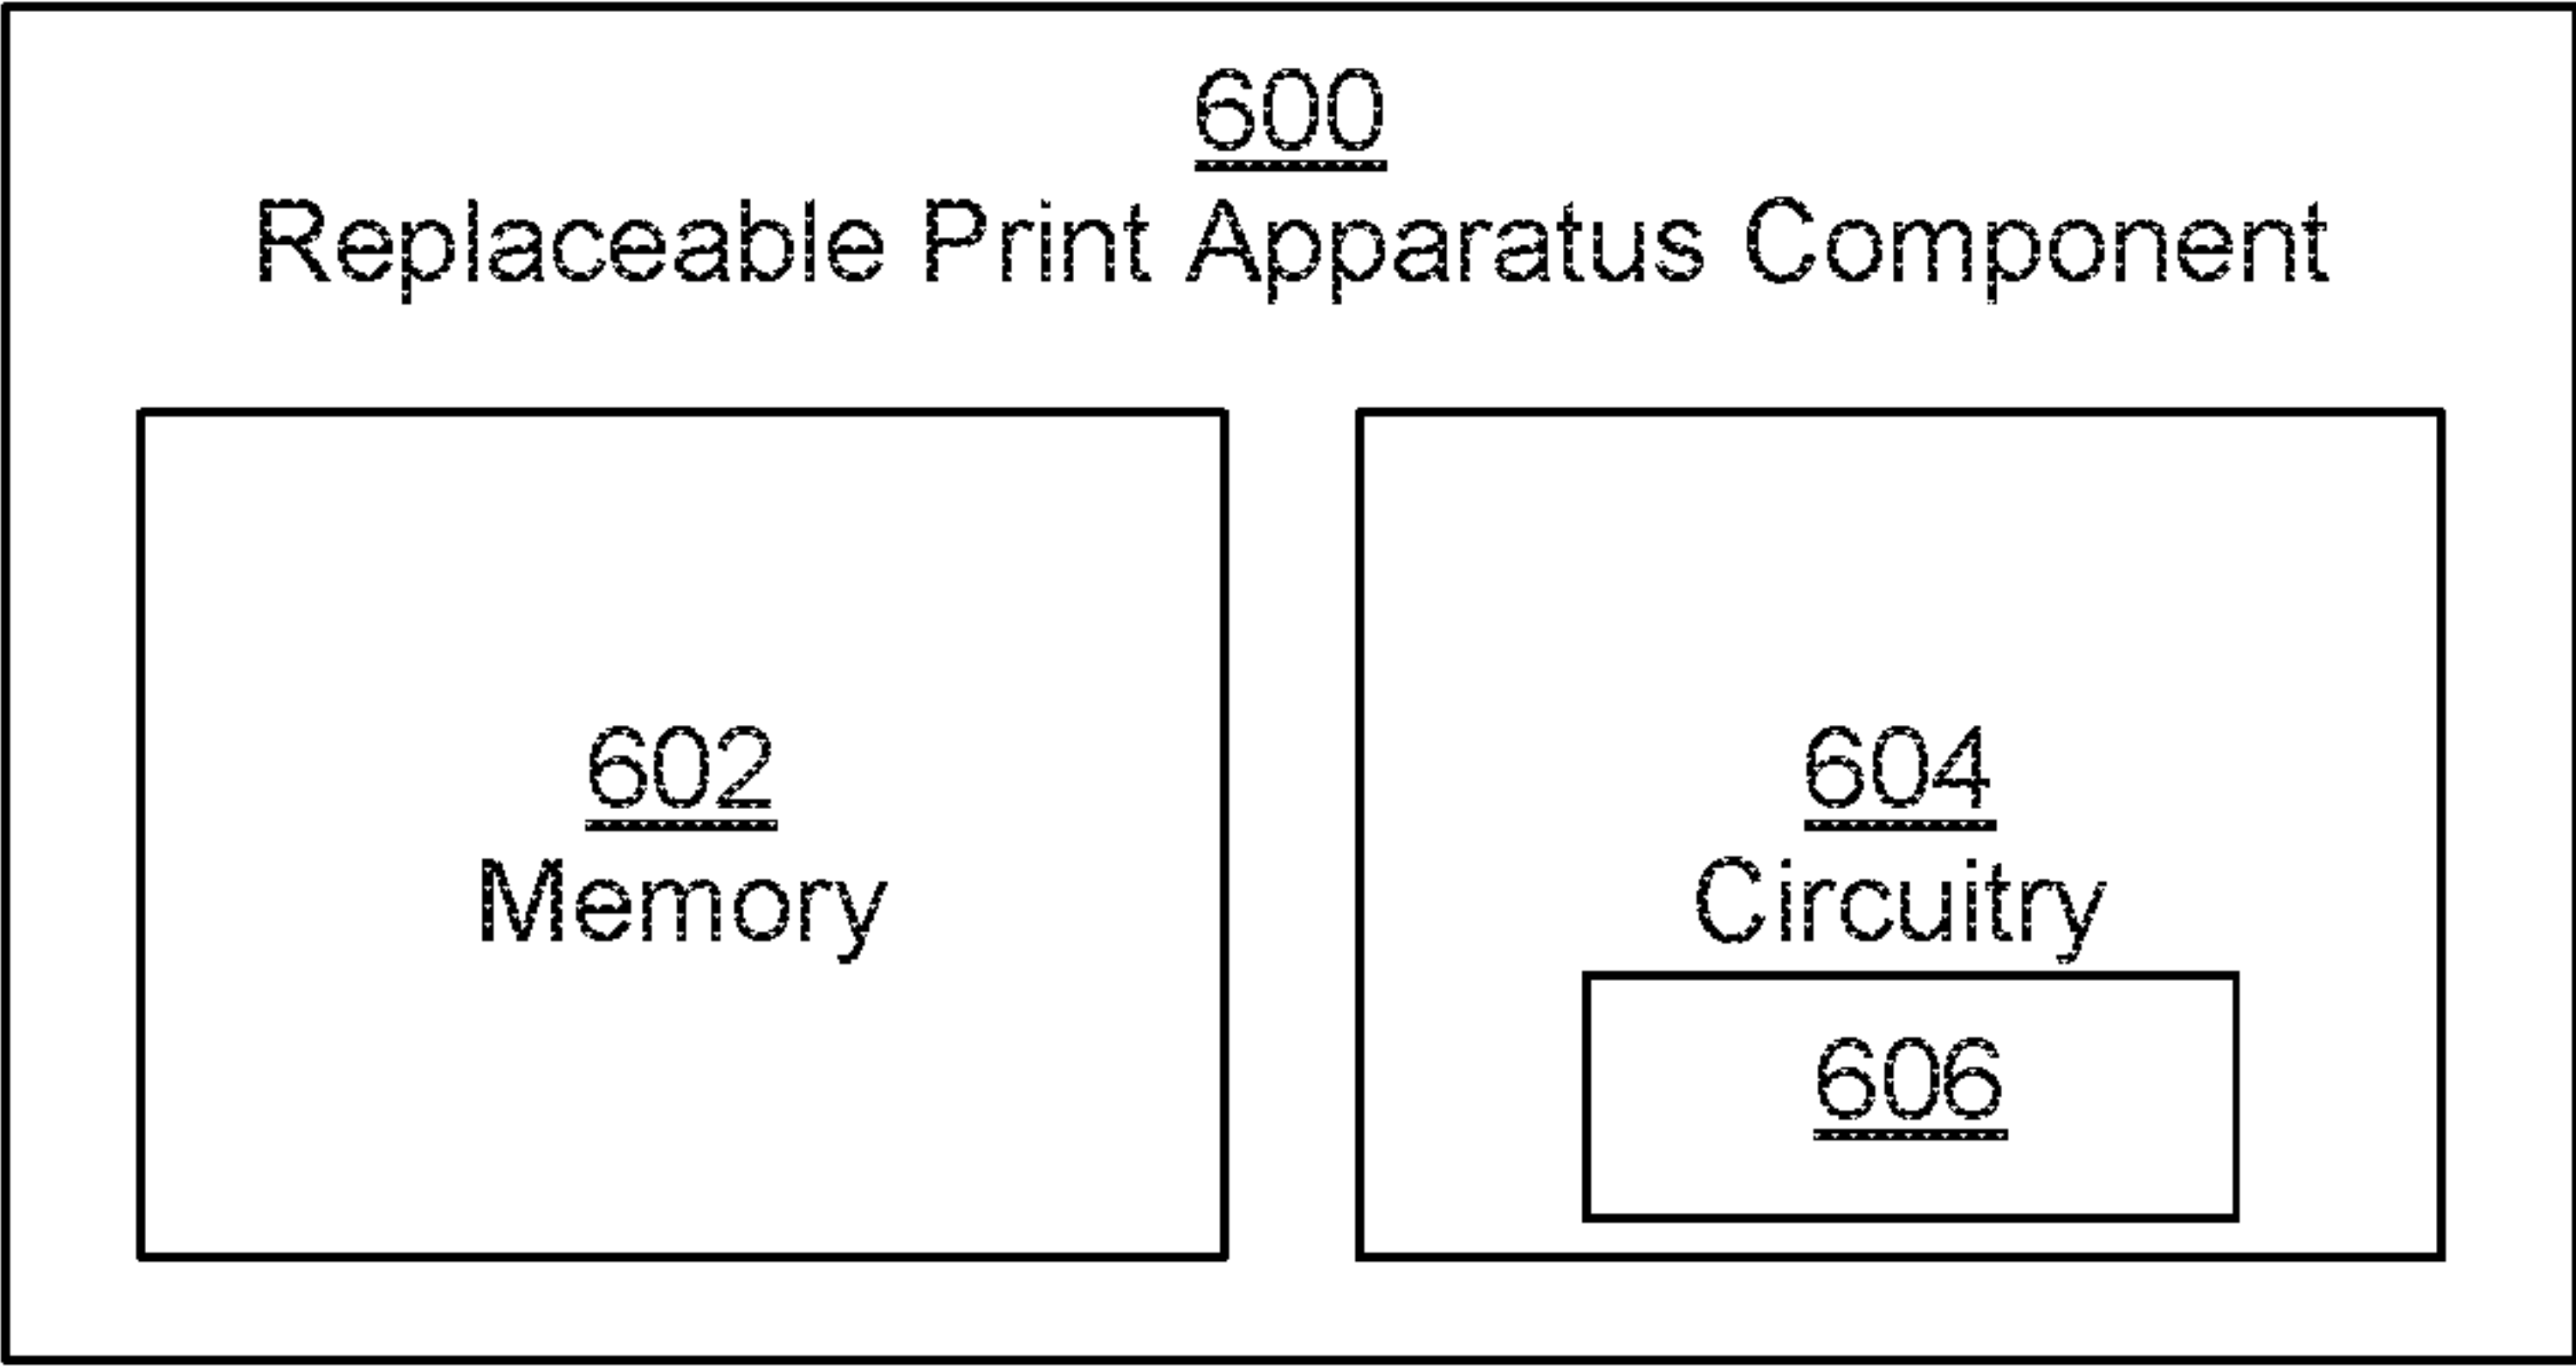 600
Replaceable Print Apparatus Component
602
Memory
604
Circuitry
606